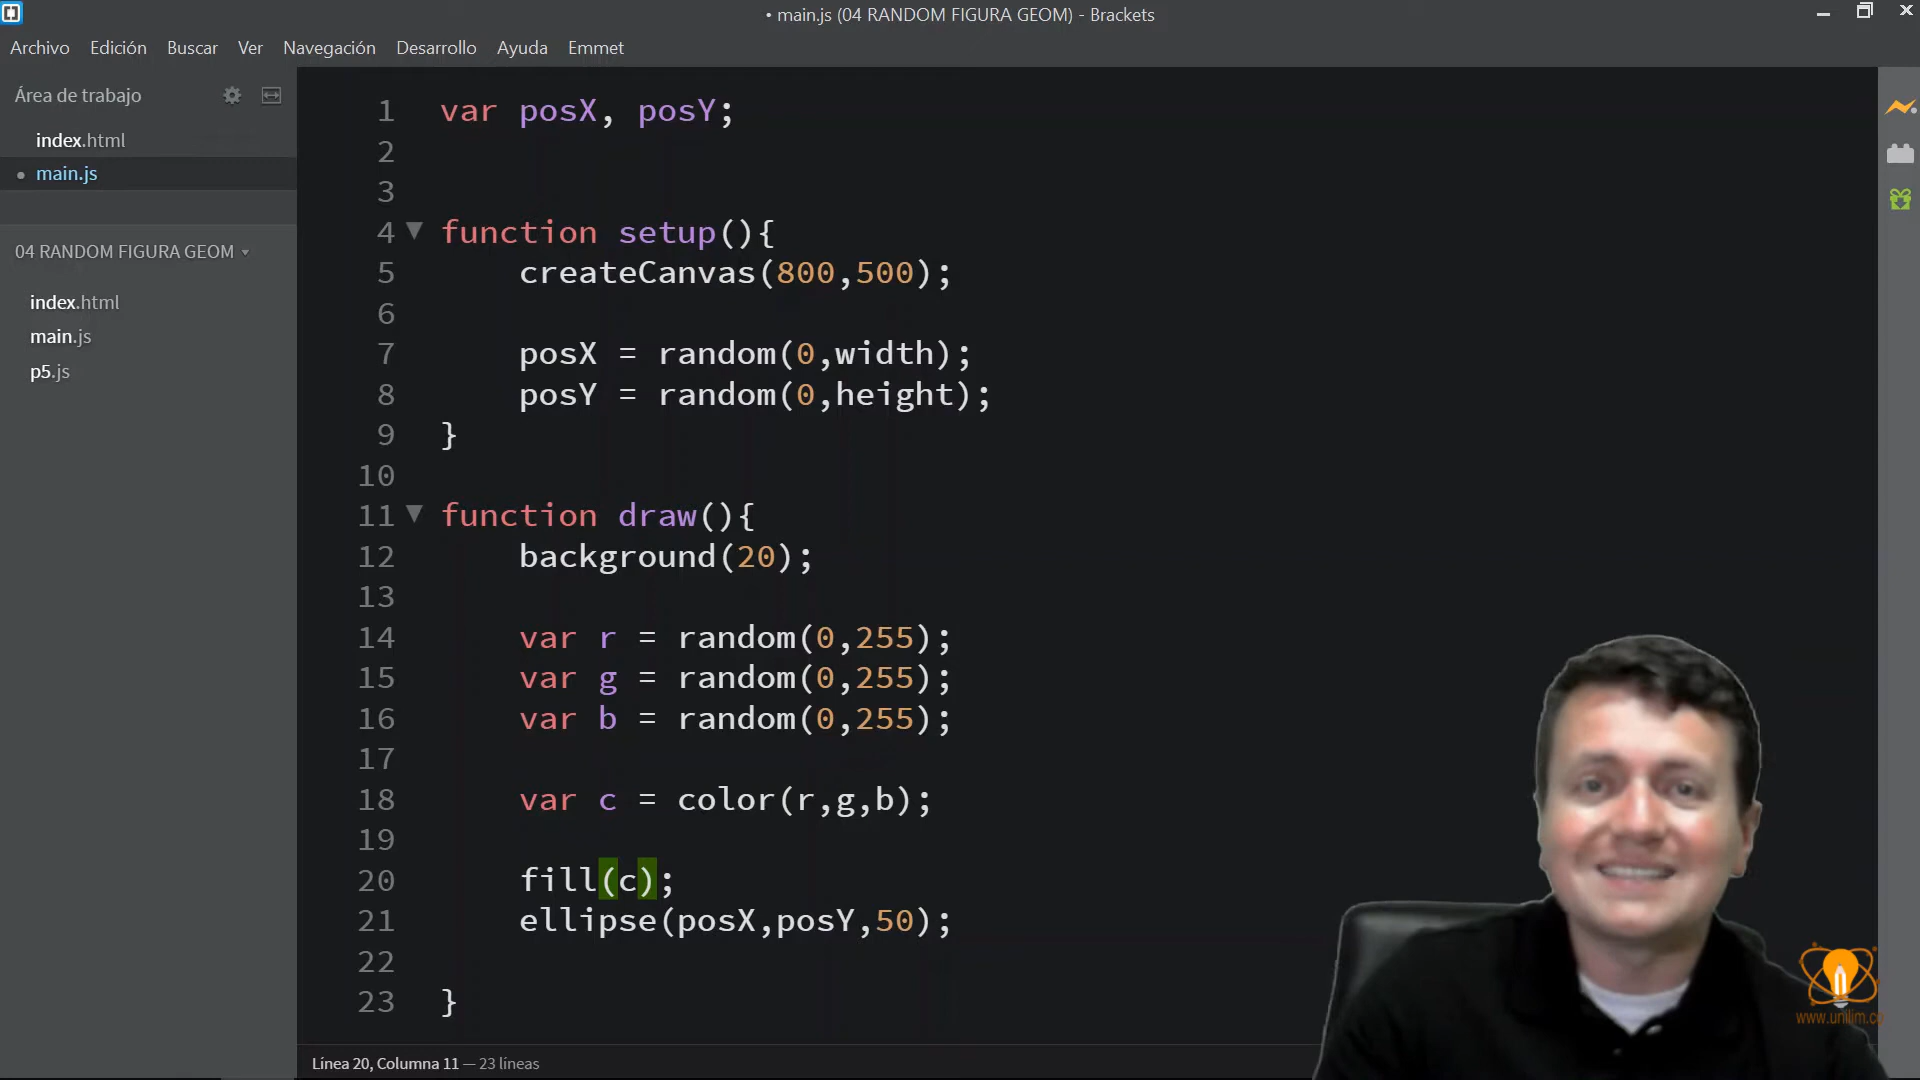 • main.js (04 RANDOM FIGURA GEOM) - Brackets
Archivo Edición Buscar Ver Navegación Desarrollo Ayuda Emmet
Área de trabajo
index.html
• main.js
04 RANDOM FIGURA GEOM
index.html
main.js
p5.js
1 var posX, posY;
2
3
4 function setup(){
5 createCanvas(800,500);
6
7 posX = random(0,width);
8 posY = random(0,height);
9 }
10
11 function draw(){
12 background(20);
13
14 var r = random(0,255);
15 var g = random(0,255);
16 var b = random(0,255);
17
18 var c = color(r,g,b);
19
20 fill(c);
21 ellipse(posX,posY,50);
22
23 }
Línea 20, Columna 11 — 23 líneas